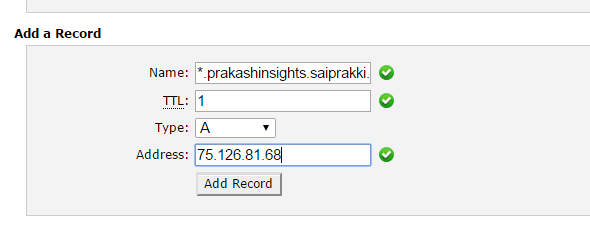 Add a Record
Name: *.prakashinsights.saiprakki.
TTL: 1
Type: A
Address: 75.126.81.68
Add Record